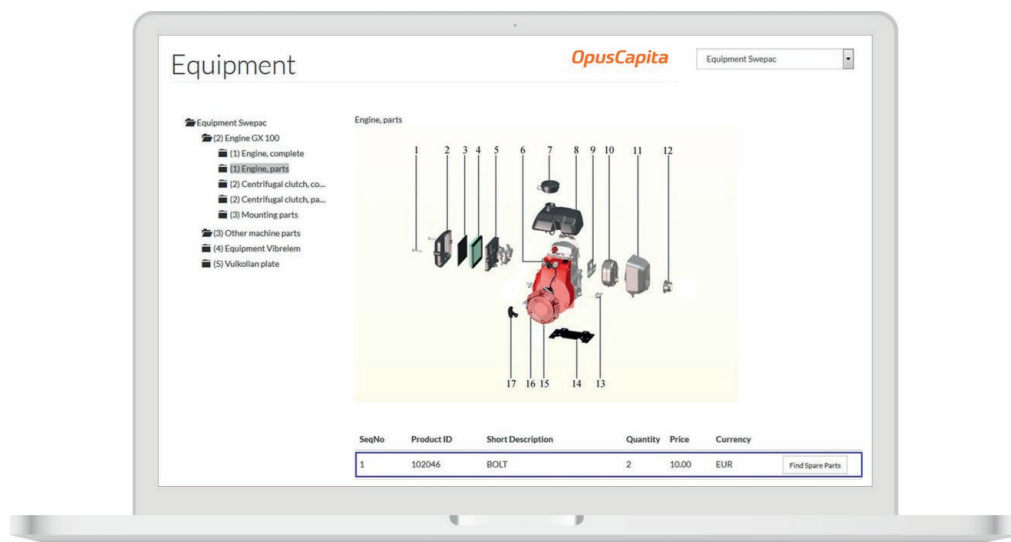 Equipment
OpusCapita
Equipment Swepac
Equipment Swepac
(2) Engine GX 100
(1) Engine, complete
(1) Engine, parts
(2) Centrifugal clutch, co...
(2) Centrifugal clutch, pa...
(3) Mounting parts
(3) Other machine parts
(4) Equipment Vibrelem
(5) Vulkollan plate
Engine, parts
1 2 3 4 5 6 7 8 9 10 11 12
17 16 15 14 13
SeqNo Product ID Short Description Quantity Price Currency
1 102046 BOLT 2 10.00 EUR Find Spare Parts